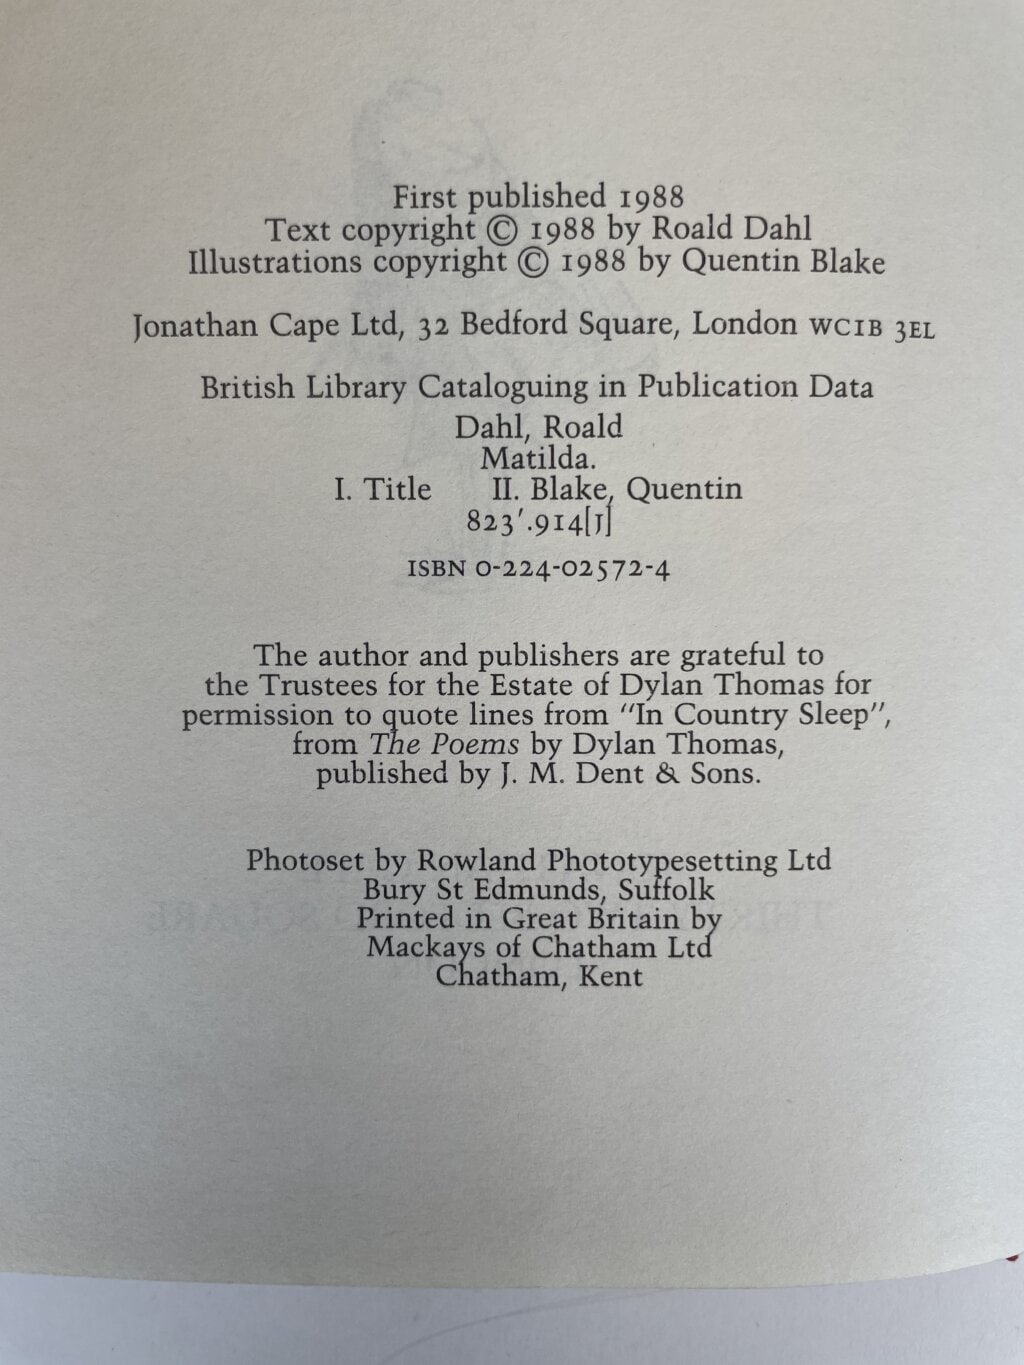 First published 1988
Text copyright © 1988 by Roald Dahl
Illustrations copyright © 1988 by Quentin Blake
Jonathan Cape Ltd, 32 Bedford Square, London WC1B 3EL
British Library Cataloguing in Publication Data
Dahl, Roald
Matilda.
I. Title II. Blake, Quentin
823′.914[J]
ISBN 0-224-02572-4
The author and publishers are grateful to
the Trustees for the Estate of Dylan Thomas for
permission to quote lines from “In Country Sleep”,
from The Poems by Dylan Thomas,
published by J. M. Dent & Sons.
Photoset by Rowland Phototypesetting Ltd
Bury St Edmunds, Suffolk
Printed in Great Britain by
Mackays of Chatham Ltd
Chatham, Kent